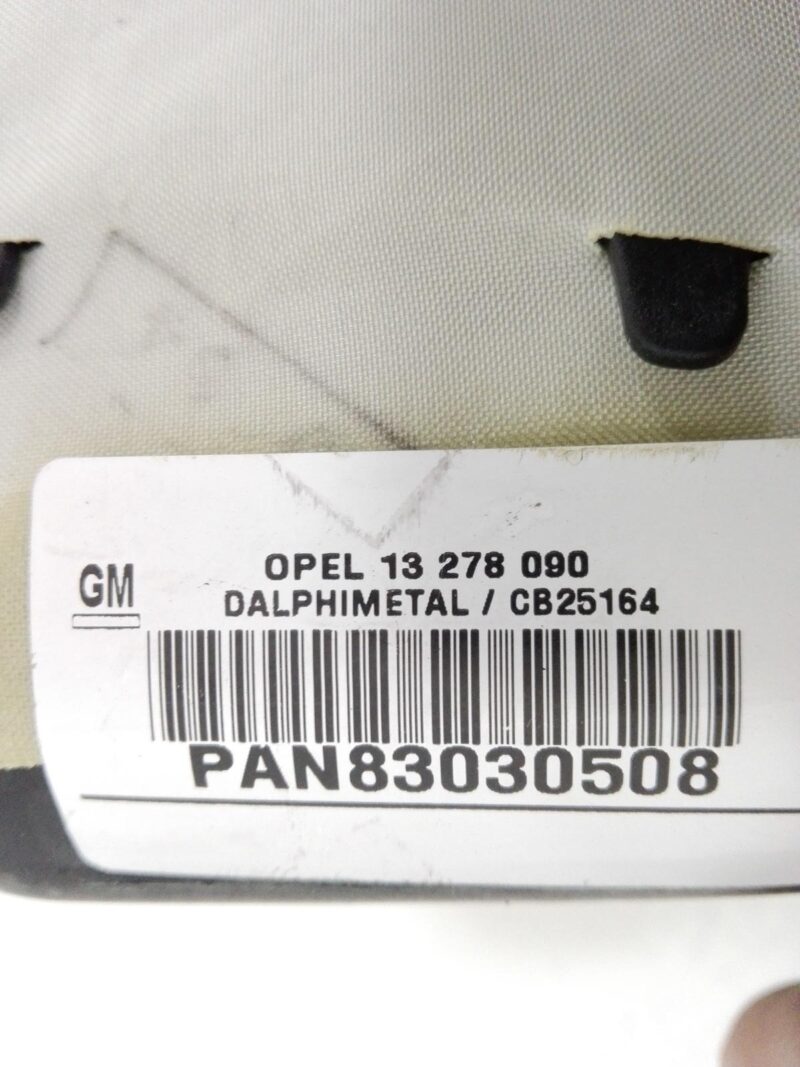 GM
OPEL 13 278 090
DALPHIMETAL / CB25164
PAN83030508